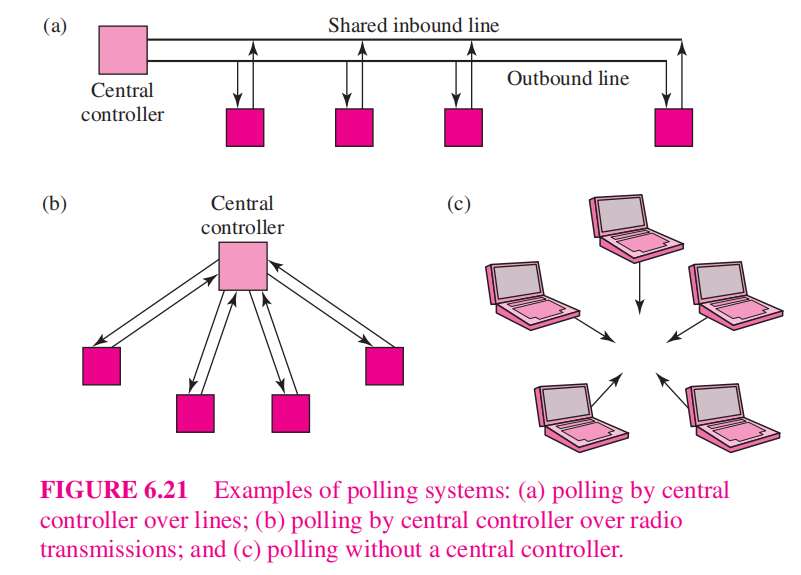 (a)
Shared inbound line
Outbound line
Central
controller
(b)
Central
controller
(c)
FIGURE 6.21 Examples of polling systems: (a) polling by central
controller over lines; (b) polling by central controller over radio
transmissions; and (c) polling without a central controller.